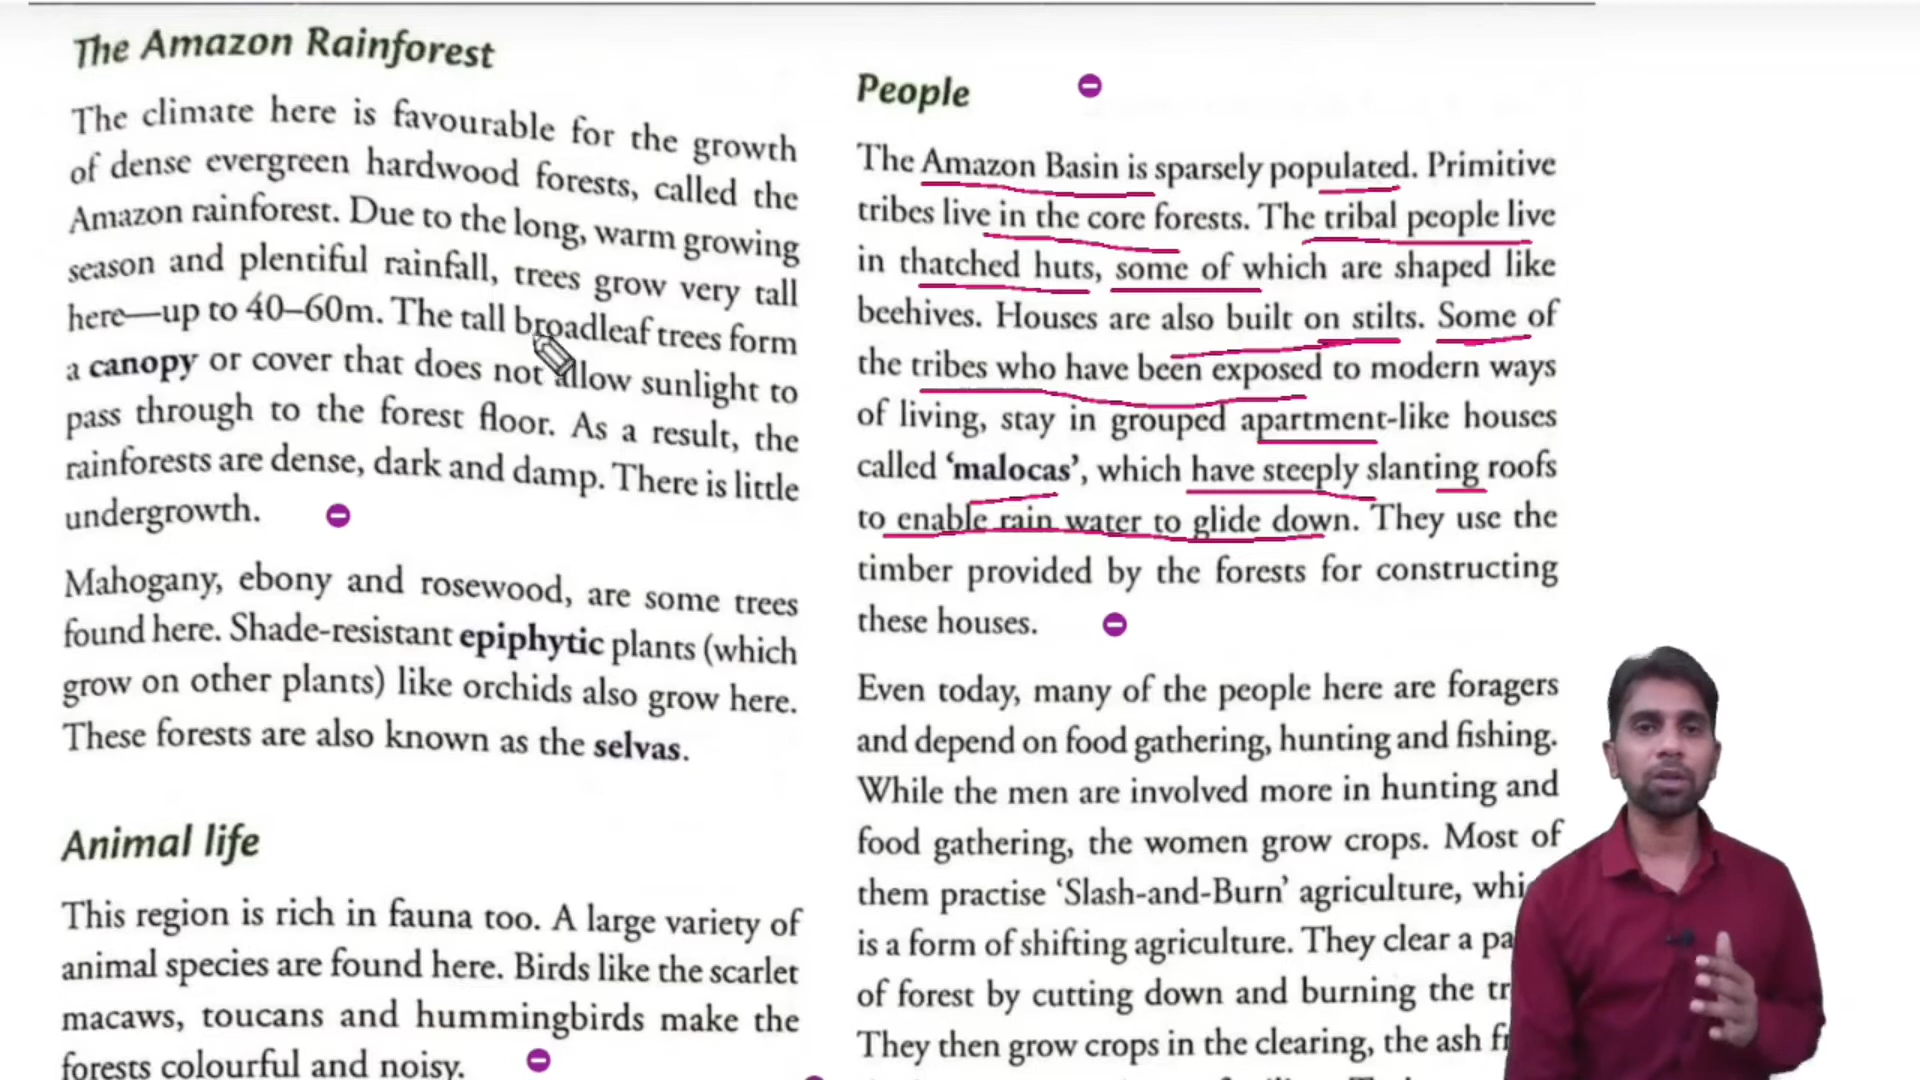 The Amazon Rainforest
The climate here is favourable for the growth
of dense evergreen hardwood forests, called the
Amazon rainforest. Due to the long, warm growing
season and plentiful rainfall, trees grow very tall
here—up to 40–60m. The tall broadleaf trees form
a canopy or cover that does not allow sunlight to
pass through to the forest floor. As a result, the
rainforests are dense, dark and damp. There is little
undergrowth.
Mahogany, ebony and rosewood, are some trees
found here. Shade-resistant epiphytic plants (which
grow on other plants) like orchids also grow here.
These forests are also known as the selvas.
Animal life
This region is rich in fauna too. A large variety of
animal species are found here. Birds like the scarlet
macaws, toucans and hummingbirds make the
forests colourful and noisy.
People
The Amazon Basin is sparsely populated. Primitive
tribes live in the core forests. The tribal people live
in thatched huts, some of which are shaped like
beehives. Houses are also built on stilts. Some of
the tribes who have been exposed to modern ways
of living, stay in grouped apartment-like houses
called ‘malocas’, which have steeply slanting roofs
to enable rain water to glide down. They use the
timber provided by the forests for constructing
these houses.
Even today, many of the people here are foragers
and depend on food gathering, hunting and fishing.
While the men are involved more in hunting and
food gathering, the women grow crops. Most of
them practise ‘Slash-and-Burn’ agriculture,
is a form of shifting agriculture. They clear a
of forest by cutting down and burning the
They then grow crops in the clearing, the ash